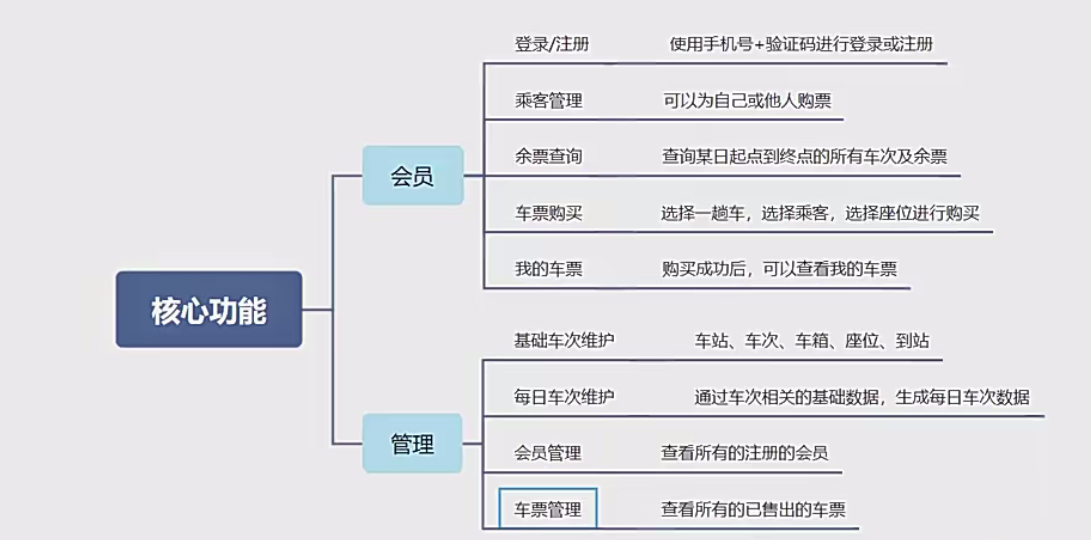 登录/注册 使用手机号+验证码进行登录或注册
乘客管理 可以为自己或他人购票
余票查询 查询某日起点到终点的所有车次及余票
会员
车票购买 选择一趟车，选择乘客，选择座位进行购买
我的车票 购买成功后，可以查看我的车票
核心功能
基础车次维护 车站、车次、车箱、座位、到站
每日车次维护 通过车次相关的基础数据，生成每日车次数据
管理
会员管理 查看所有的注册的会员
车票管理 查看所有的已售出的车票